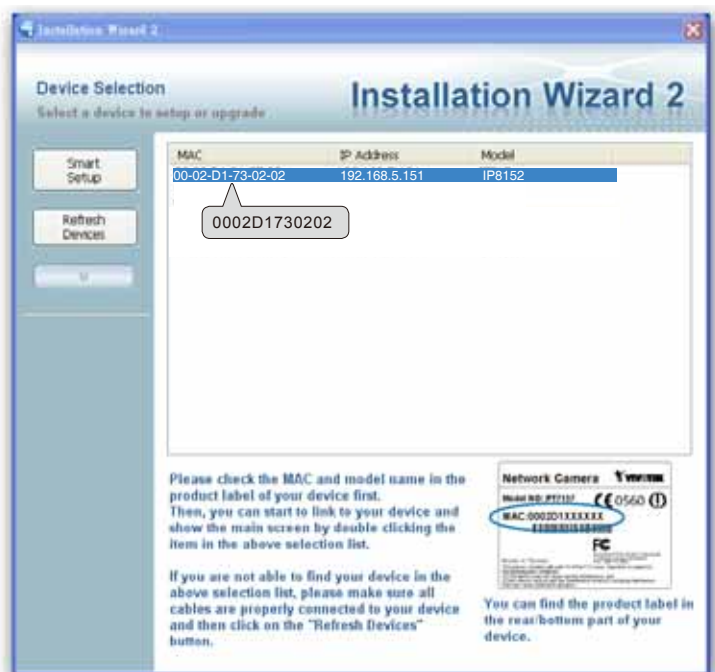 Installation Wizard 2
Device Selection
Select a device to setup or upgrade
Installation Wizard 2
Smart
Setup
Refresh
Devices
MAC IP Address Model
00-02-D1-73-02-02 192.168.5.151 IP8152
0002D1730202
Please check the MAC and model name in the
product label of your device first.
Then, you can start to link to your device and
show the main screen by double clicking the
item in the above selection list.
If you are not able to find your device in the
above selection list, please make sure all
cables are properly connected to your device
and then click on the "Refresh Devices"
button.
Network Camera VIVOTEK
Model NO:
CE 0560
MAC:0002D1XXXXXX
FC
You can find the product label in
the rear/bottom part of your
device.